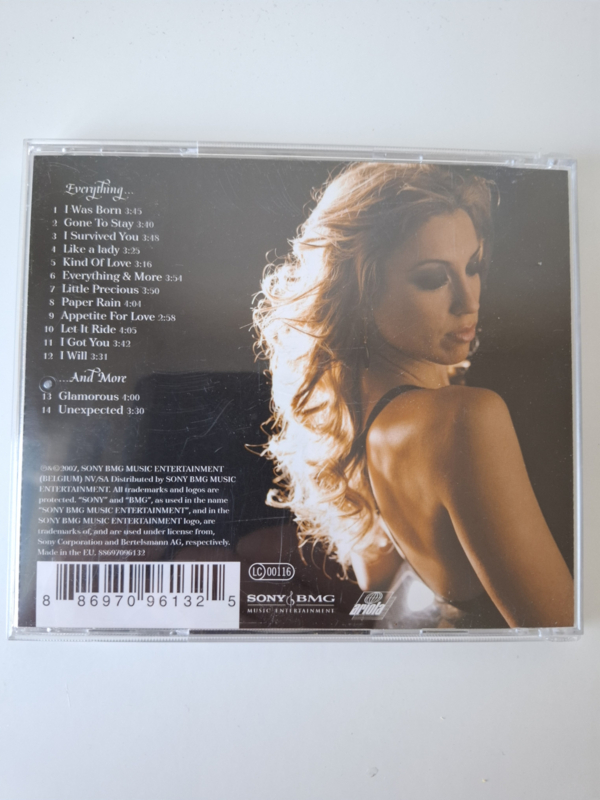 Everything...
1 I Was Born 3:45
2 Gone To Stay 3:40
3 I Survived You 3:48
4 Like a lady 3:25
5 Kind Of Love 3:16
6 Everything & More 3:54
7 Little Precious 3:50
8 Paper Rain 4:04
9 Appetite For Love 2:58
10 Let It Ride 4:05
11 I Got You 3:42
12 I Will 3:31
...And More
13 Glamorous 4:00
14 Unexpected 3:30
℗&© 2007, SONY BMG MUSIC ENTERTAINMENT
(BELGIUM) NV/SA Distributed by SONY BMG MUSIC
ENTERTAINMENT. All trademarks and logos are
protected. "SONY" and "BMG", as used in the name
"SONY BMG MUSIC ENTERTAINMENT", and in the
SONY BMG MUSIC ENTERTAINMENT logo, are
trademarks of, and are used under license from,
Sony Corporation and Bertelsmann AG, respectively.
Made in the EU. 88697096132
8 86970 96132 5
LC 00116
SONY BMG
MUSIC ENTERTAINMENT
ariola